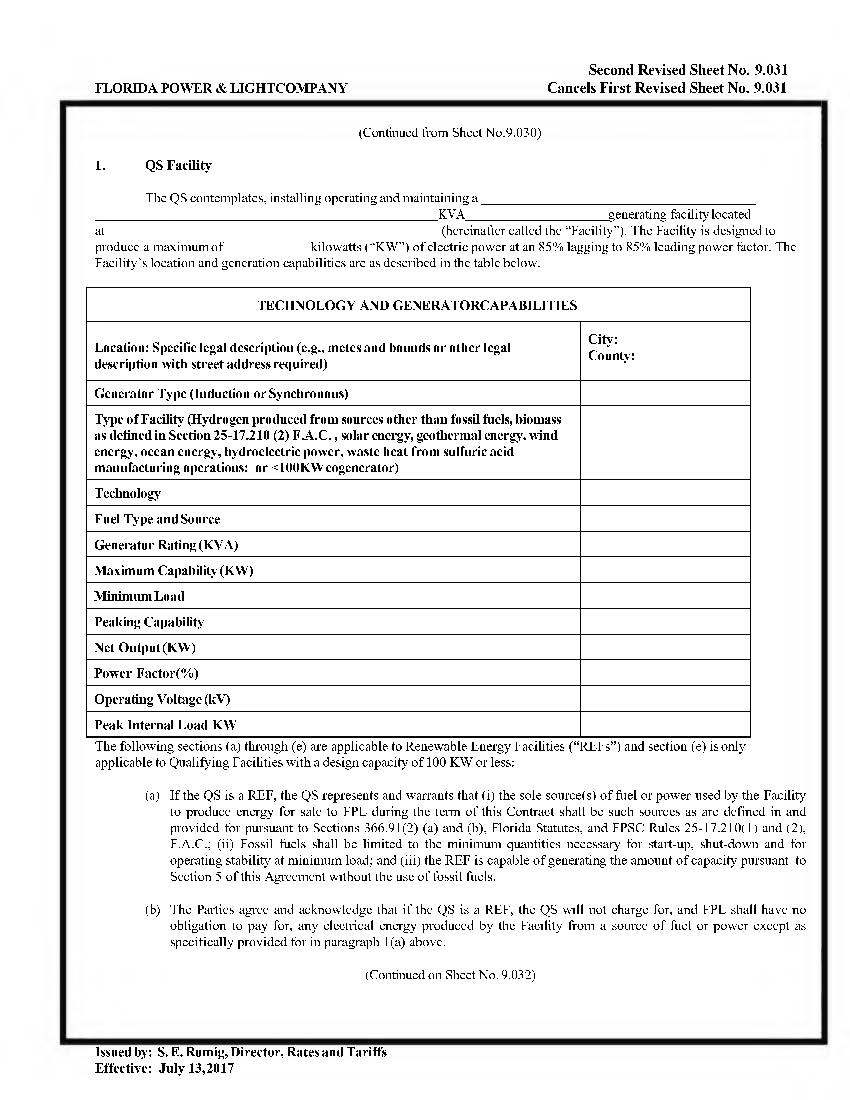 Second Revised Sheet No. 9.031
FLORIDA POWER & LIGHTCOMPANY Cancels First Revised Sheet No. 9.031
(Continued from Sheet No.9.030)
1. QS Facility
The QS contemplates, installing operating and maintaining a ____________________
____________________KVA____________________generating facility located
at ____________________ (hereinafter called the “Facility”). The Facility is designed to
produce a maximum of ____________ kilowatts (“KW”) of electric power at an 85% lagging to 85% leading power factor. The
Facility’s location and generation capabilities are as described in the table below.
TECHNOLOGY AND GENERATORCAPABILITIES
Location: Specific legal description (e.g., metes and bounds or other legal
description with street address required)
City:
County:
Generator Type (Induction or Synchronous)
Type of Facility (Hydrogen produced from sources other than fossil fuels, biomass
as defined in Section 25-17.210 (2) F.A.C. , solar energy, geothermal energy, wind
energy, ocean energy, hydroelectric power, waste heat from sulfuric acid
manufacturing operations: or <100KW cogenerator)
Technology
Fuel Type and Source
Generator Rating (KVA)
Maximum Capability (KW)
Minimum Load
Peaking Capability
Net Output (KW)
Power Factor (%)
Operating Voltage (kV)
Peak Internal Load KW
The following sections (a) through (e) are applicable to Renewable Energy Facilities (“REFs”) and section (e) is only
applicable to Qualifying Facilities with a design capacity of 100 KW or less:
(a) If the QS is a REF, the QS represents and warrants that (i) the sole source(s) of fuel or power used by the Facility
to produce energy for sale to FPL during the term of this Contract shall be such sources as are defined in and
provided for pursuant to Sections 366.91(2) (a) and (b), Florida Statutes, and FPSC Rules 25-17.210(1) and (2),
F.A.C.; (ii) Fossil fuels shall be limited to the minimum quantities necessary for start-up, shut-down and for
operating stability at minimum load; and (iii) the REF is capable of generating the amount of capacity pursuant to
Section 5 of this Agreement without the use of fossil fuels.
(b) The Parties agree and acknowledge that if the QS is a REF, the QS will not charge for, and FPL shall have no
obligation to pay for, any electrical energy produced by the Facility from a source of fuel or power except as
specifically provided for in paragraph 1(a) above.
(Continued on Sheet No. 9.032)
Issued by: S. E. Romig, Director, Rates and Tariffs
Effective: July 13,2017